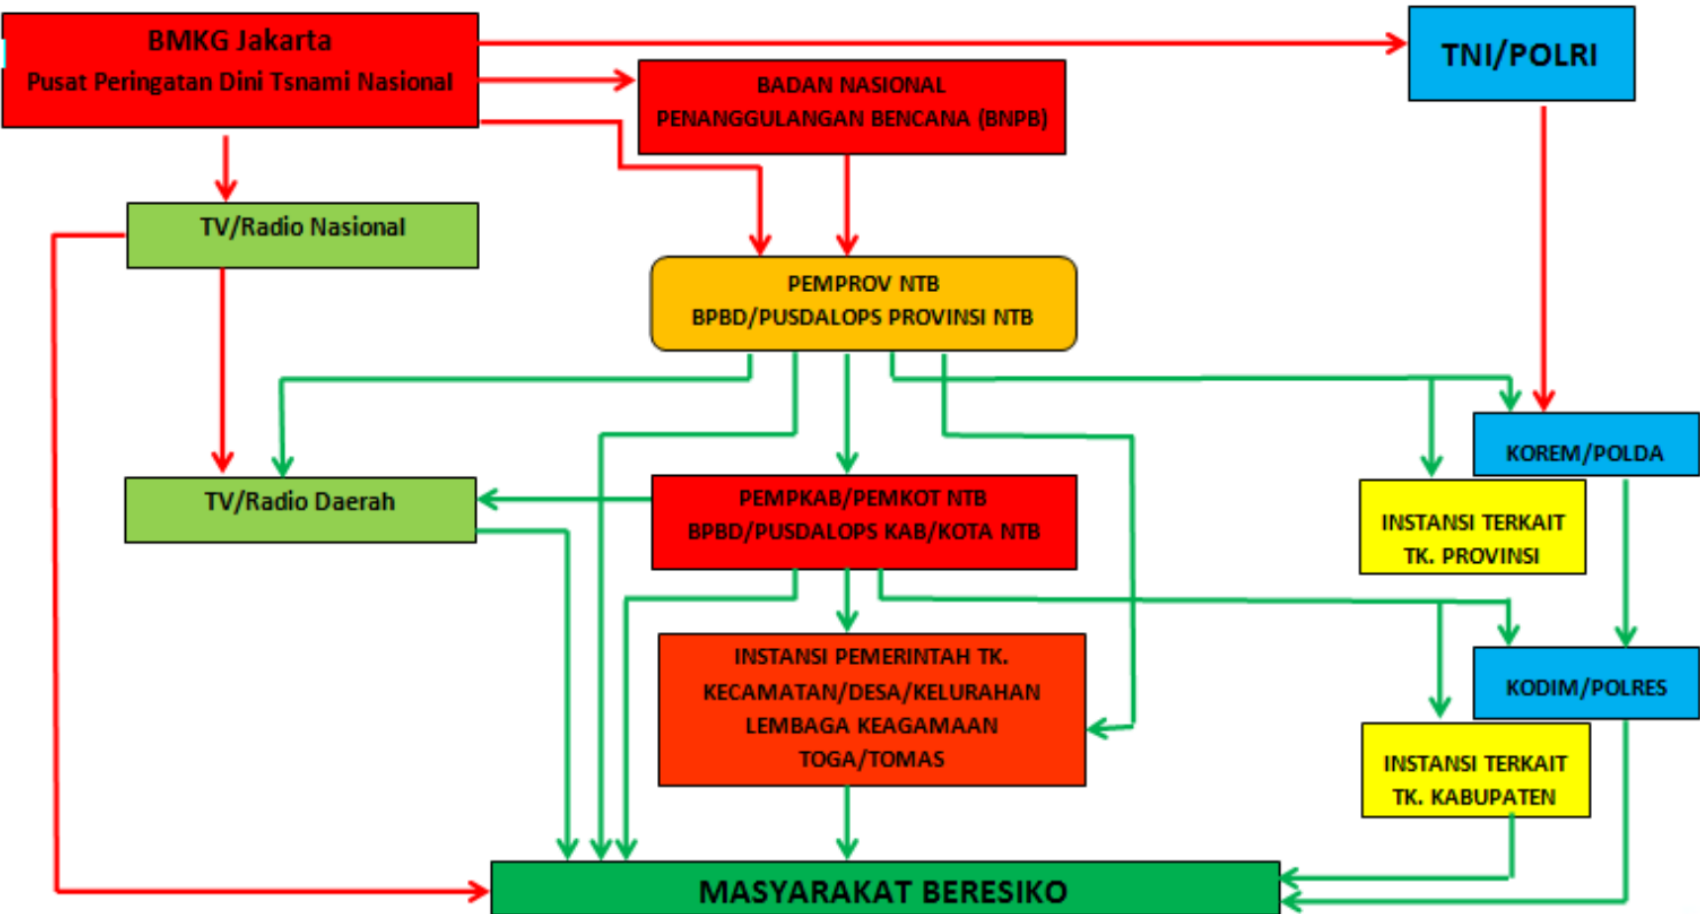 BMKG Jakarta
Pusat Peringatan Dini Tsnami Nasional
TNI/POLRI
BADAN NASIONAL
PENANGGULANGAN BENCANA (BNPB)
TV/Radio Nasional
PEMPROV NTB
BPBD/PUSDALOPS PROVINSI NTB
KOREM/POLDA
TV/Radio Daerah
PEMPKAB/PEMKOT NTB
BPBD/PUSDALOPS KAB/KOTA NTB
INSTANSI TERKAIT
TK. PROVINSI
INSTANSI PEMERINTAH TK.
KECAMATAN/DESA/KELURAHAN
LEMBAGA KEAGAMAAN
TOGA/TOMAS
KODIM/POLRES
INSTANSI TERKAIT
TK. KABUPATEN
MASYARAKAT BERESIKO